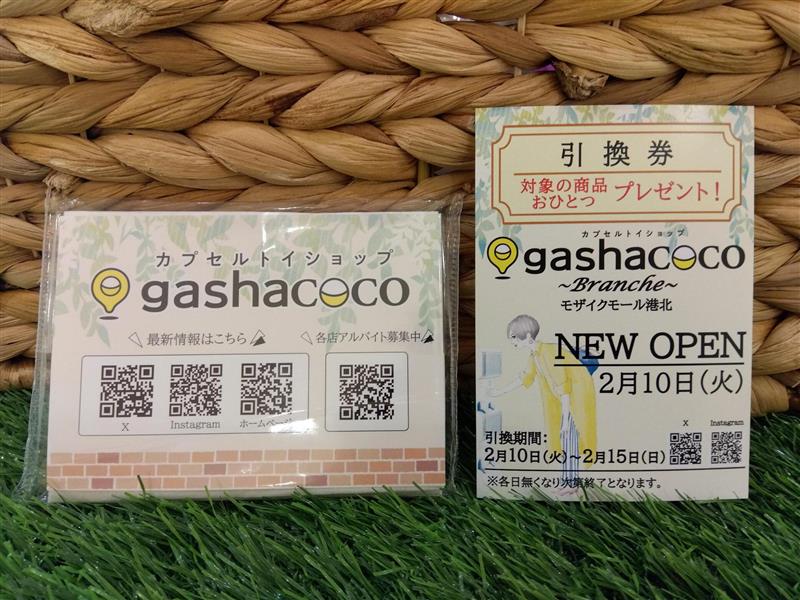 カプセルトイショップ
gashacoco
最新情報はこちら
各店アルバイト募集中
X
Instagram
ホームページ
引換券
対象の商品
おひとつ
プレゼント!
カプセルトイショップ
gashacoco
~Branche~
モザイクモール港北
NEW OPEN
2月10日(火)
X
Instagram
引換期間:
2月10日(火)~2月15日(日)
※各日無くなり次第終了となります。